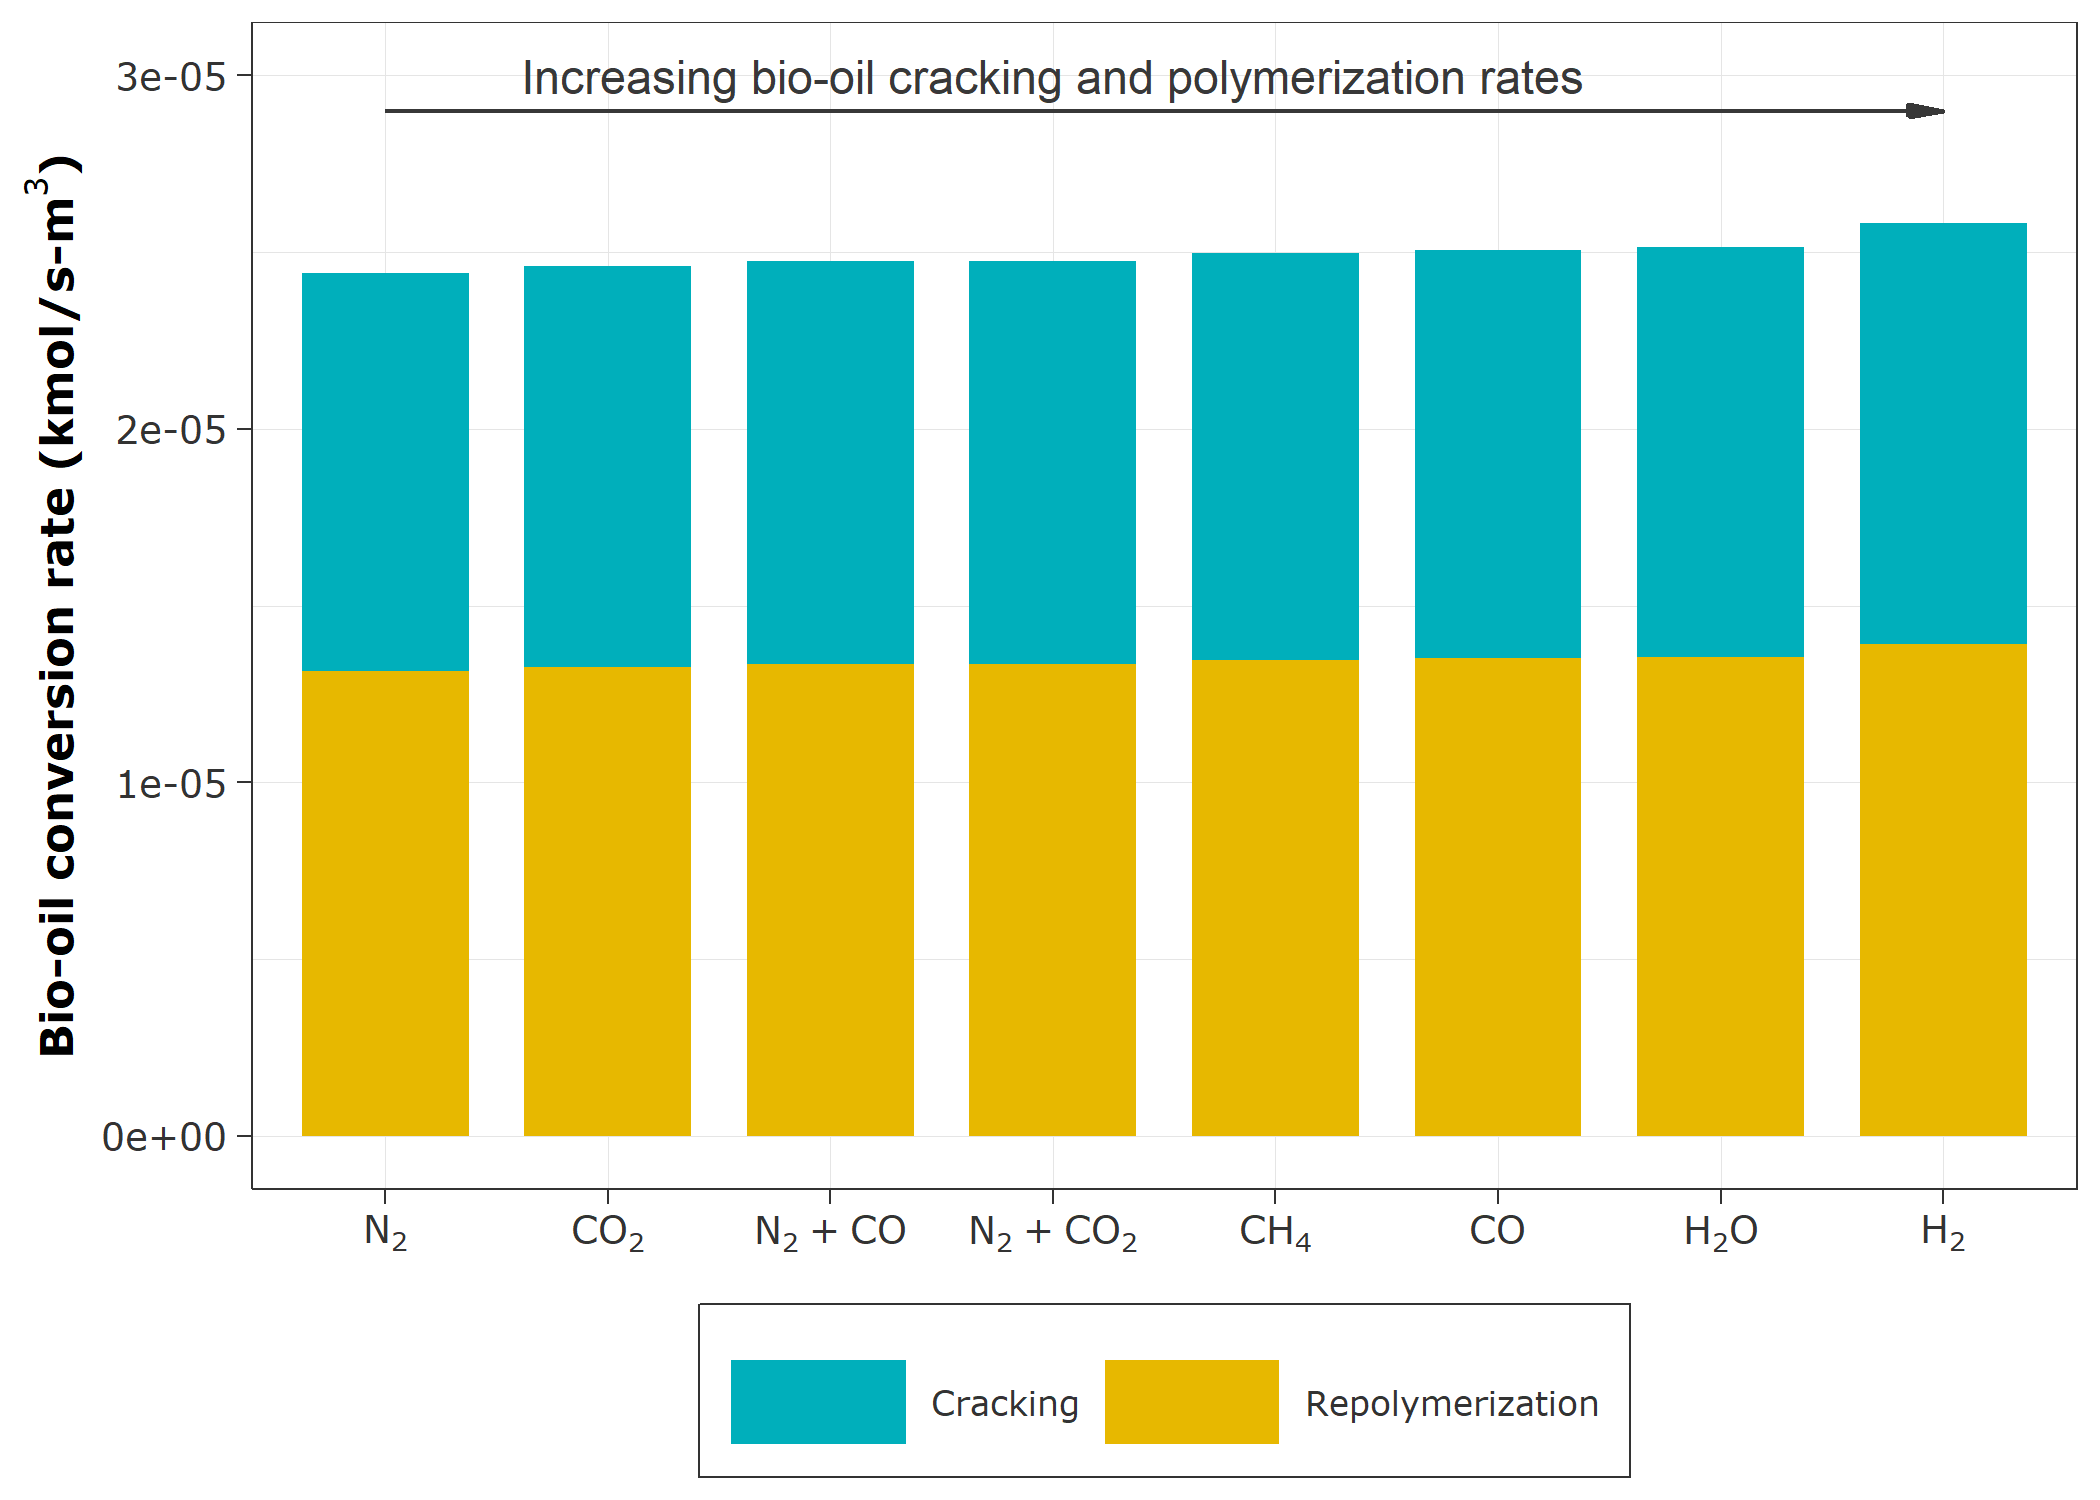 Increasing bio-oil cracking and polymerization rates
Bio-oil conversion rate (kmol/s-m³)
3e-05
2e-05
1e-05
0e+00
N₂ CO₂ N₂ + CO N₂ + CO₂ CH₄ CO H₂O H₂
Cracking Repolymerization